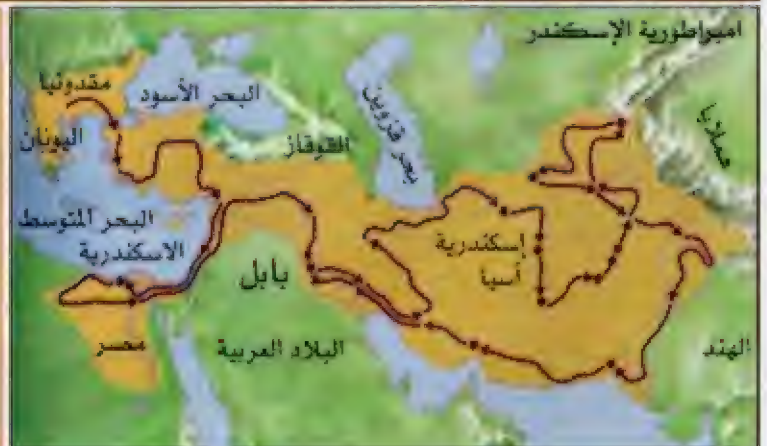 امبراطورية الإسكندر
مقدونيا
البحر الأسود
اليونان
القوقاز
بحر قزوين
هملايا
البحر المتوسط
الاسكندرية
إسكندرية
آسيا
بابل
مصر
البلاد العربية
الهند